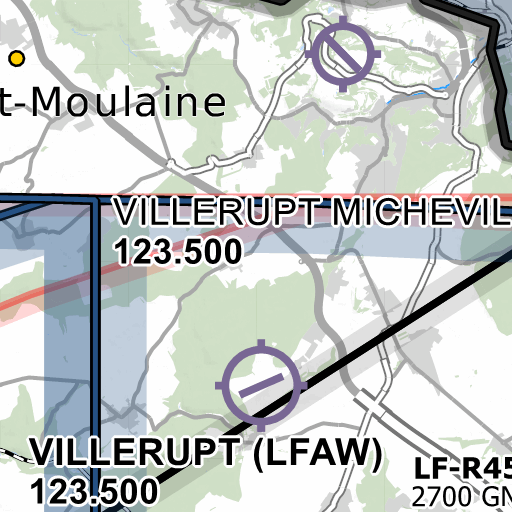 t-Moulaine
VILLERUPT MICHEVIL
123.500
VILLERUPT (LFAW)
123.500
LF-R45
2700 GN